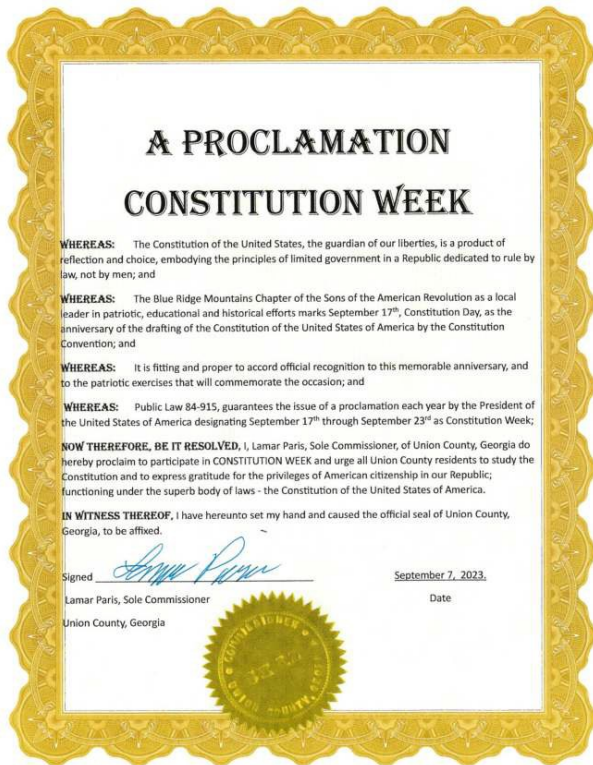 A PROCLAMATION
CONSTITUTION WEEK
WHEREAS: The Constitution of the United States, the guardian of our liberties, is a product of
reflection and choice, embodying the principles of limited government in a Republic dedicated to rule by
law, not by men; and
WHEREAS: The Blue Ridge Mountains Chapter of the Sons of the American Revolution as a local
leader in patriotic, educational and historical efforts marks September 17th, Constitution Day, as the
anniversary of the drafting of the Constitution of the United States of America by the Constitution
Convention; and
WHEREAS: It is fitting and proper to accord official recognition to this memorable anniversary, and
to the patriotic exercises that will commemorate the occasion; and
WHEREAS: Public Law 84-915, guarantees the issue of a proclamation each year by the President of
the United States of America designating September 17th through September 23rd as Constitution Week;
NOW THEREFORE, BE IT RESOLVED, I, Lamar Paris, Sole Commissioner, of Union County, Georgia do
hereby proclaim to participate in CONSTITUTION WEEK and urge all Union County residents to study the
Constitution and to express gratitude for the privileges of American citizenship in our Republic;
functioning under the superb body of laws - the Constitution of the United States of America.
IN WITNESS THEREOF, I have hereunto set my hand and caused the official seal of Union County,
Georgia, to be affixed.
Signed
September 7, 2023.
Lamar Paris, Sole Commissioner
Date
Union County, Georgia
COMMISSIONER
UNION COUNTY,